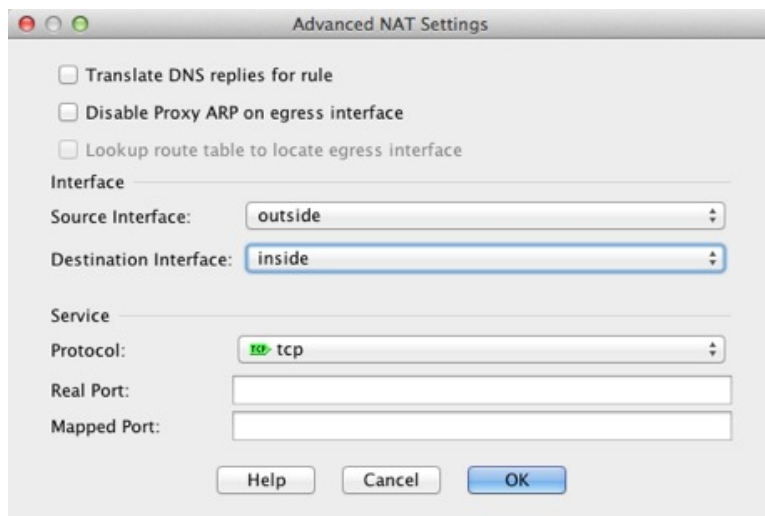 Advanced NAT Settings
Translate DNS replies for rule
Disable Proxy ARP on egress interface
Lookup route table to locate egress interface
Interface
Source Interface: outside
Destination Interface: inside
Service
Protocol: TCP tcp
Real Port:
Mapped Port:
Help Cancel OK